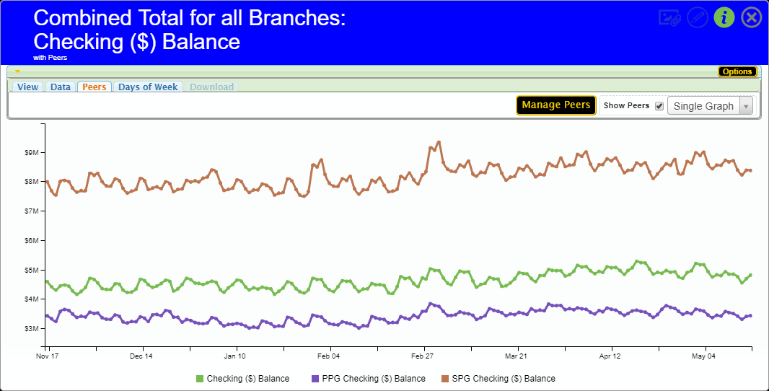 Combined Total for all Branches:
Checking ($) Balance
with Peers
Options
View Data Peers Days of Week Download
Manage Peers Show Peers Single Graph
$9M
$8M
$7M
$6M
$5M
$4M
$3M
Nov 17 Dec 14 Jan 10 Feb 04 Feb 27 Mar 21 Apr 12 May 04
Checking ($) Balance PPG Checking ($) Balance SPG Checking ($) Balance